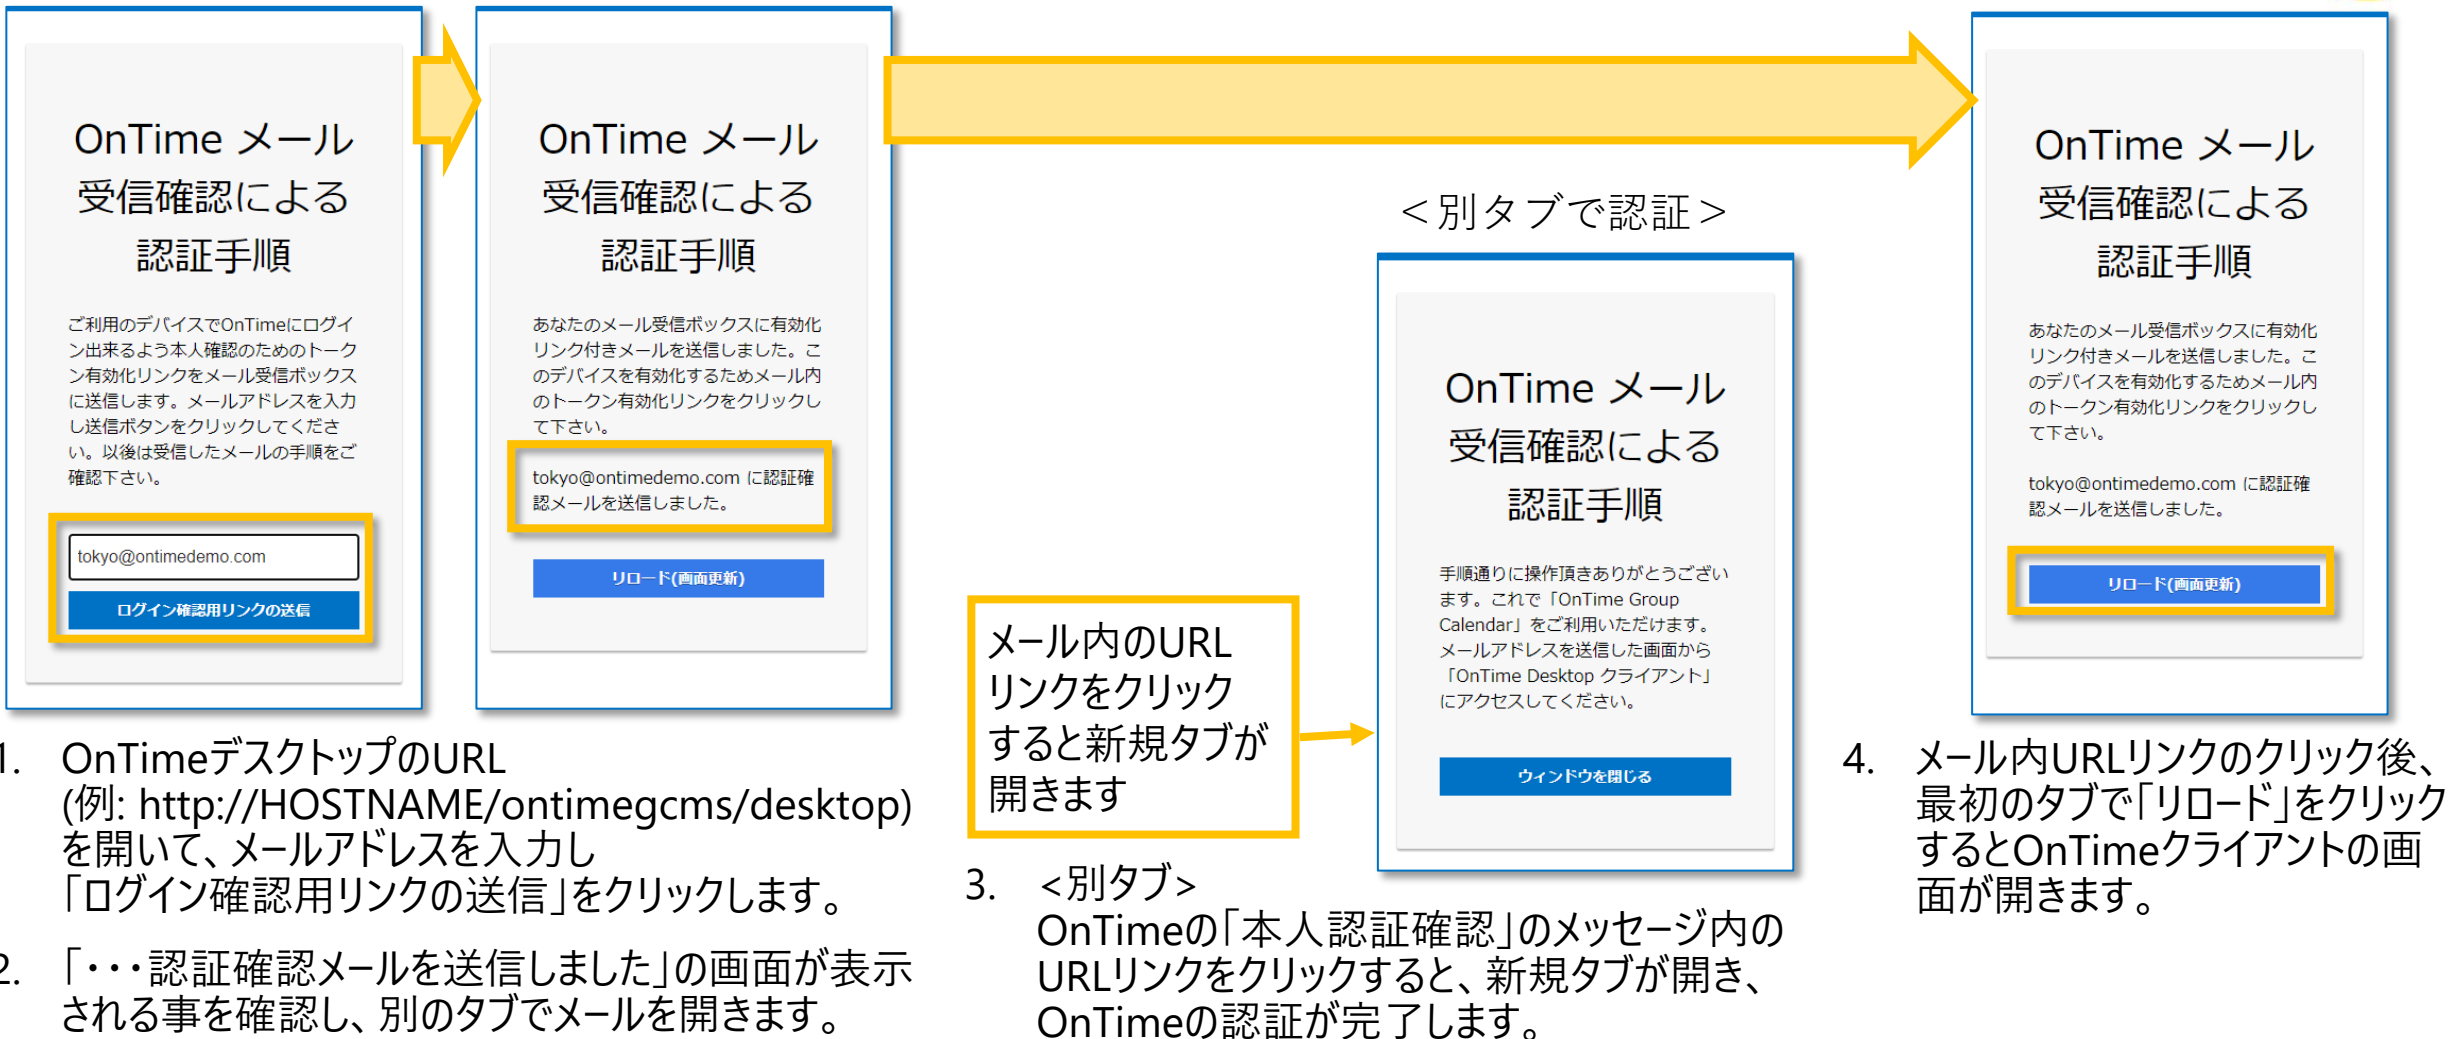 OnTime メール
受信確認による
認証手順
ご利用のデバイスでOnTimeにログイ
ン出来るよう本人確認のためのトーク
ン有効化リンクをメール受信ボックス
に送信します。メールアドレスを入力
し送信ボタンをクリックしてくださ
い。以後は受信したメールの手順をご
確認下さい。
tokyo@ontimedemo.com
ログイン確認用リンクの送信
OnTime メール
受信確認による
認証手順
あなたのメール受信ボックスに有効化
リンク付きメールを送信しました。こ
のデバイスを有効化するためメール内
のトークン有効化リンクをクリックし
て下さい。
tokyo@ontimedemo.com に認証確
認メールを送信しました。
リロード(画面更新)
＜別タブで認証＞
メール内のURL
リンクをクリック
すると新規タブが
開きます
OnTime メール
受信確認による
認証手順
手順通りに操作頂きありがとうござい
ます。これで「OnTime Group
Calendar」をご利用いただけます。
メールアドレスを送信した画面から
「OnTime Desktop クライアント」
にアクセスしてください。
ウィンドウを閉じる
OnTime メール
受信確認による
認証手順
あなたのメール受信ボックスに有効化
リンク付きメールを送信しました。こ
のデバイスを有効化するためメール内
のトークン有効化リンクをクリックし
て下さい。
tokyo@ontimedemo.com に認証確
認メールを送信しました。
リロード(画面更新)
1. OnTimeデスクトップのURL
(例: http://HOSTNAME/ontimegcms/desktop)
を開いて、メールアドレスを入力し
「ログイン確認用リンクの送信」をクリックします。
2. 「・・・認証確認メールを送信しました」の画面が表示
される事を確認し、別のタブでメールを開きます。
3. <別タブ>
OnTimeの「本人認証確認」のメッセージ内の
URLリンクをクリックすると、新規タブが開き、
OnTimeの認証が完了します。
4. メール内URLリンクのクリック後、
最初のタブで「リロード」をクリック
するとOnTimeクライアントの画
面が開きます。